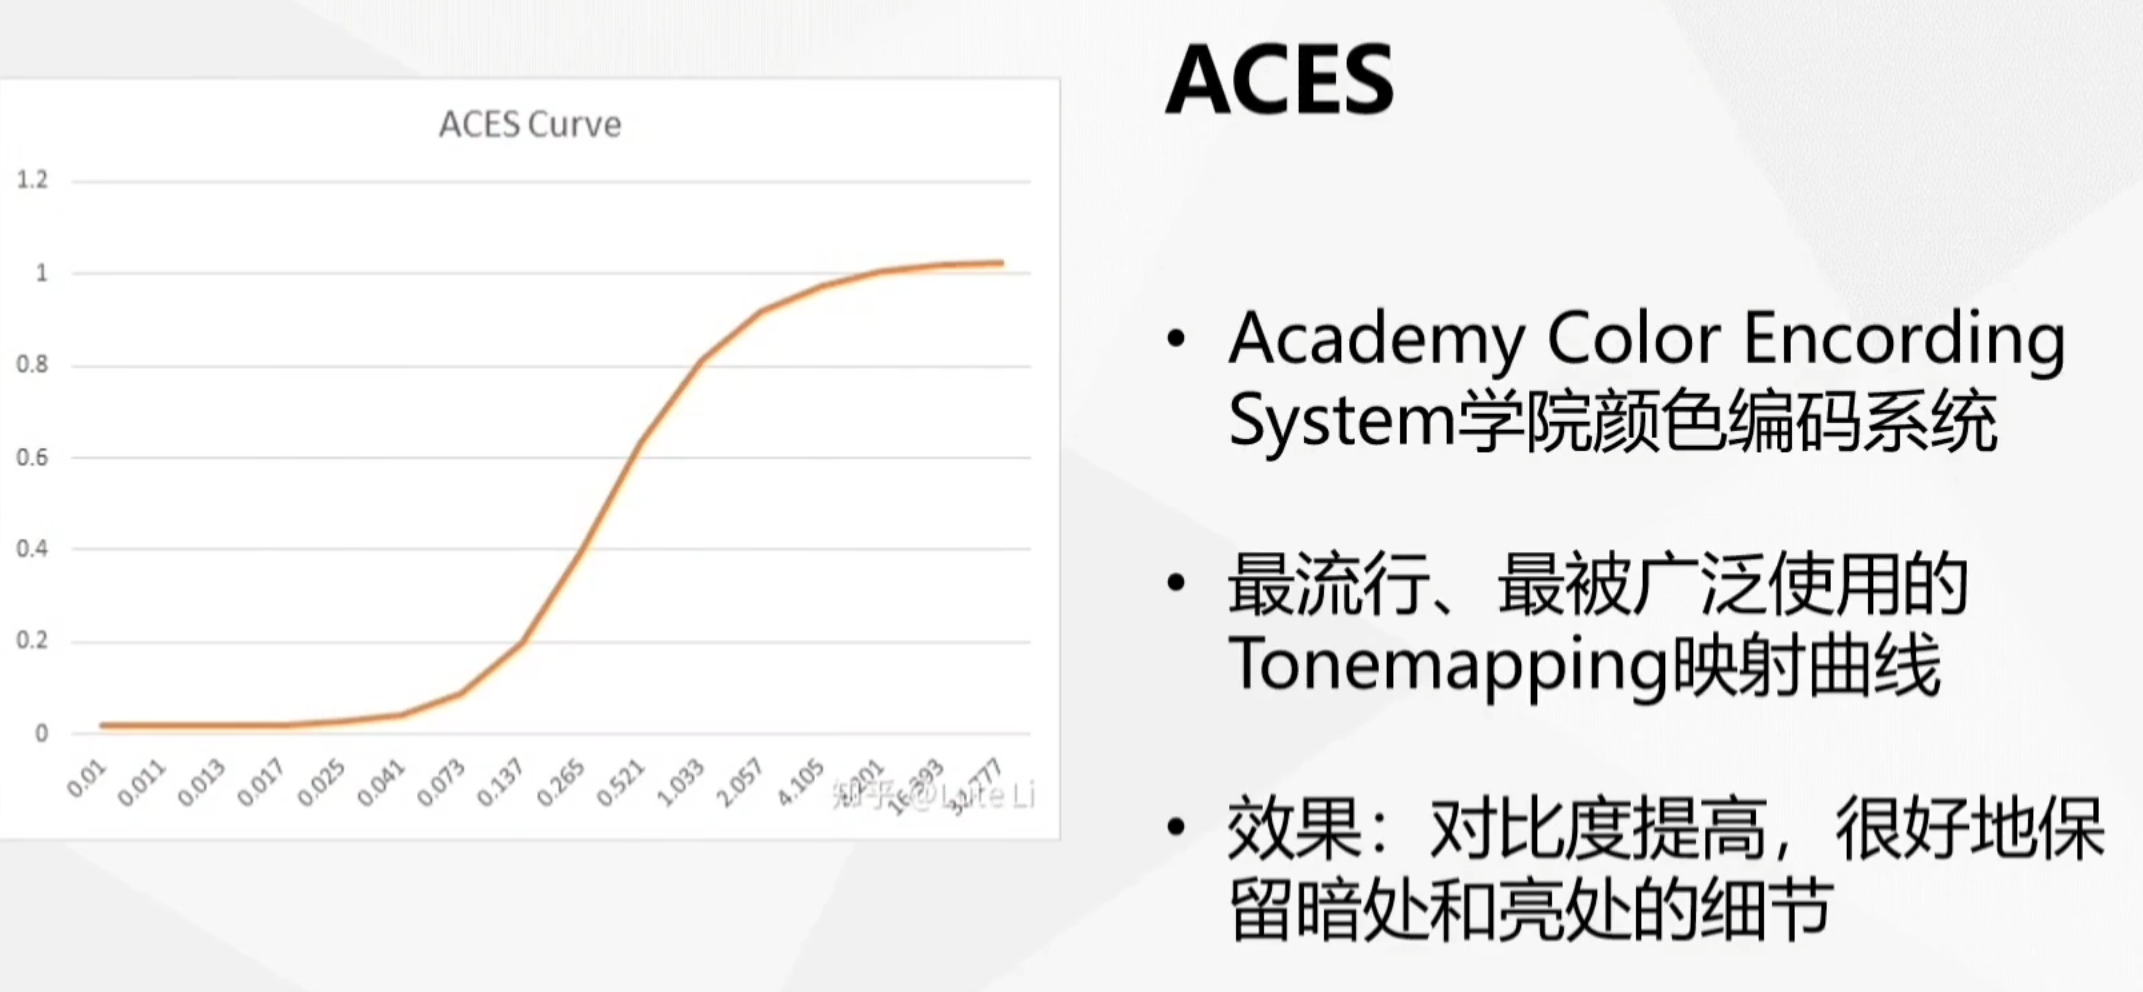 ACES
ACES Curve
1.2
1
0.8
0.6
0.4
0.2
0
0.01 0.011 0.013 0.017 0.025 0.041 0.073 0.137 0.265 0.521 1.033 2.057 4.105 16.393
知乎 @Lute Li
• Academy Color Encording
System学院颜色编码系统
• 最流行、最被广泛使用的
Tonemapping映射曲线
• 效果：对比度提高，很好地保
留暗处和亮处的细节